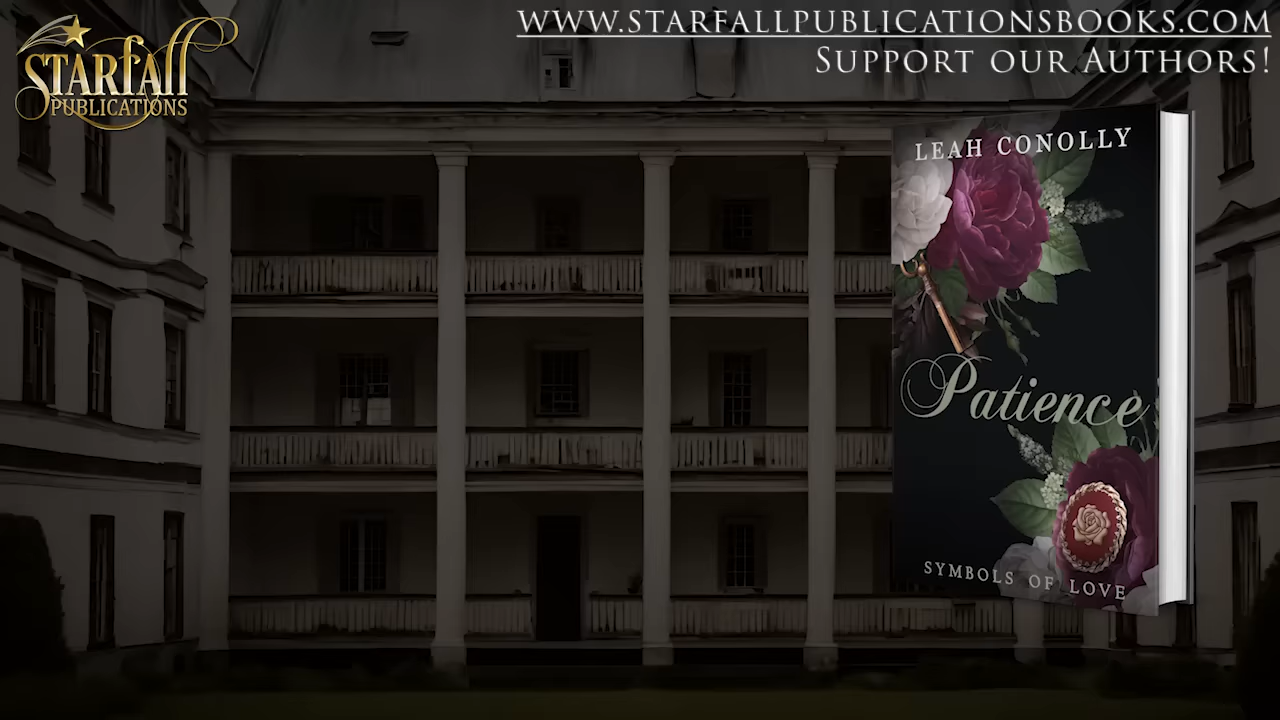 STARfall
PUBLICATIONS
WWW.STARFALLPUBLICATIONSBOOKS.COM
SUPPORT OUR AUTHORS!
LEAH CONOLLY
Patience
SYMBOLS OF LOVE